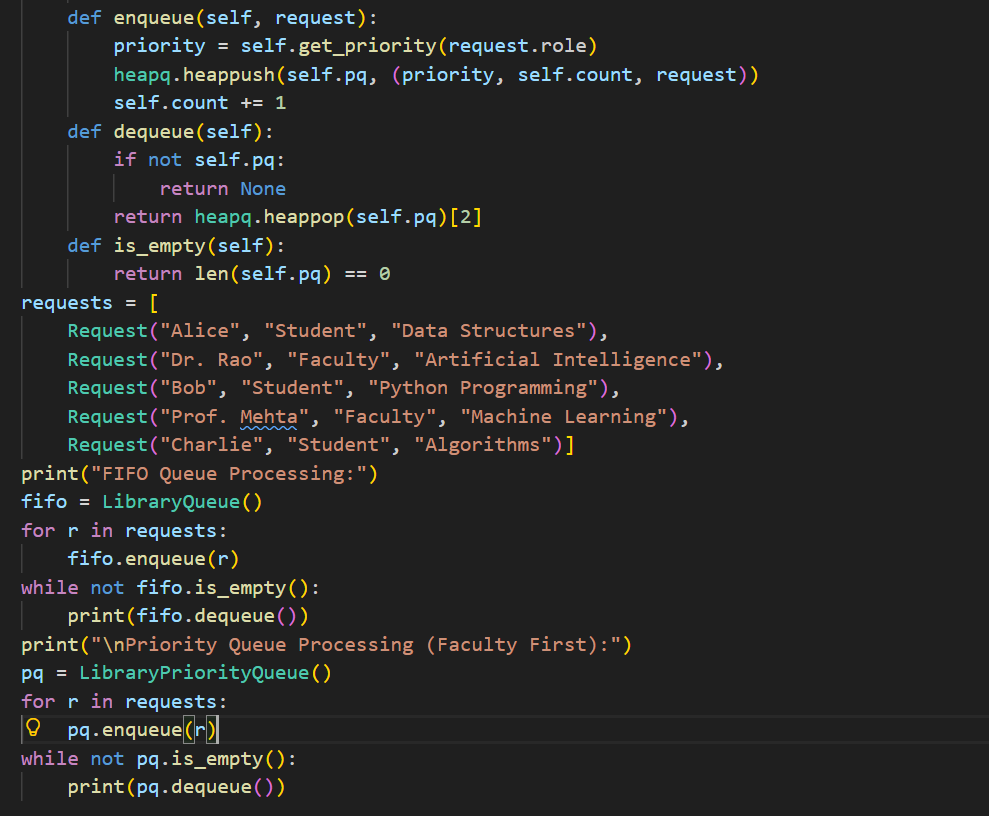 def enqueue(self, request):
        priority = self.get_priority(request.role)
        heapq.heappush(self.pq, (priority, self.count, request))
        self.count += 1
    def dequeue(self):
        if not self.pq:
            return None
        return heapq.heappop(self.pq)[2]
    def is_empty(self):
        return len(self.pq) == 0
requests = [
    Request("Alice", "Student", "Data Structures"),
    Request("Dr. Rao", "Faculty", "Artificial Intelligence"),
    Request("Bob", "Student", "Python Programming"),
    Request("Prof. Mehta", "Faculty", "Machine Learning"),
    Request("Charlie", "Student", "Algorithms")]
print("FIFO Queue Processing:")
fifo = LibraryQueue()
for r in requests:
    fifo.enqueue(r)
while not fifo.is_empty():
    print(fifo.dequeue())
print("\nPriority Queue Processing (Faculty First):")
pq = LibraryPriorityQueue()
for r in requests:
    pq.enqueue(r)
while not pq.is_empty():
    print(pq.dequeue())